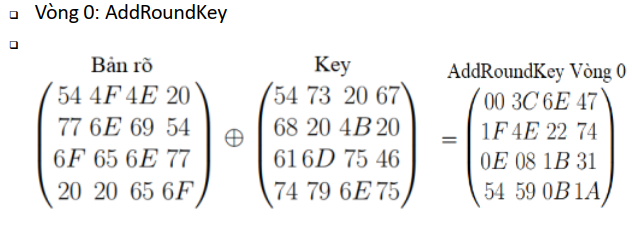 Vòng 0: AddRoundKey
Bản rõ Key AddRoundKey Vòng 0
54 4F 4E 20 54 73 20 67 00 3C 6E 47
77 6E 69 54 ⊕ 68 20 4B 20 = 1F 4E 22 74
6F 65 6E 77 61 6D 75 46 0E 08 1B 31
20 20 65 6F 74 79 6E 75 54 59 0B 1A